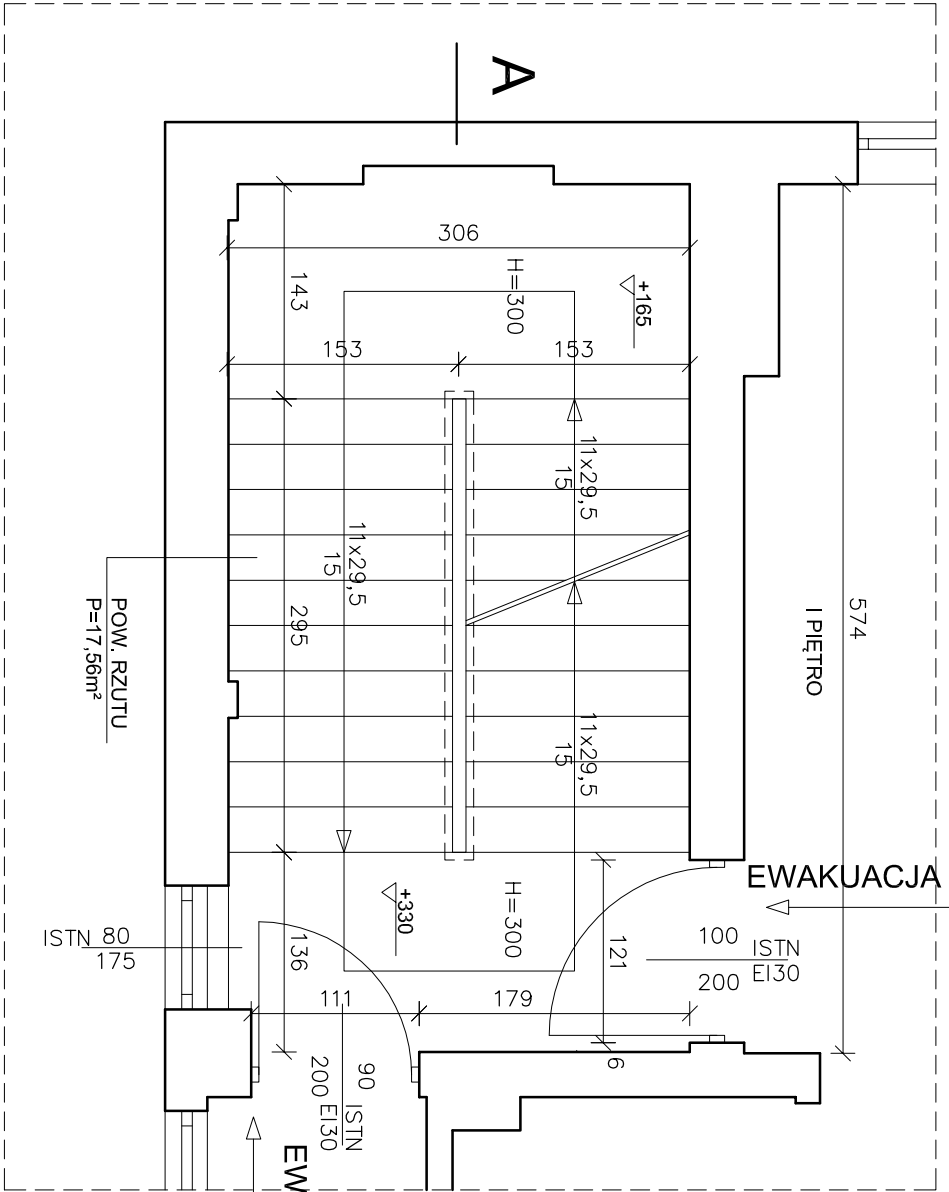 A
306
H=300
+165
143
153
153
11x29,5
15
11x29,5
15
295
574
I PIĘTRO
11x29,5
15
POW. RZUTU
P=17,56m²
EWAKUACJA
+330
H=300
ISTN 80
175
136
121
100 ISTN
200 EI30
111
179
6
90 ISTN
200 EI30
EW